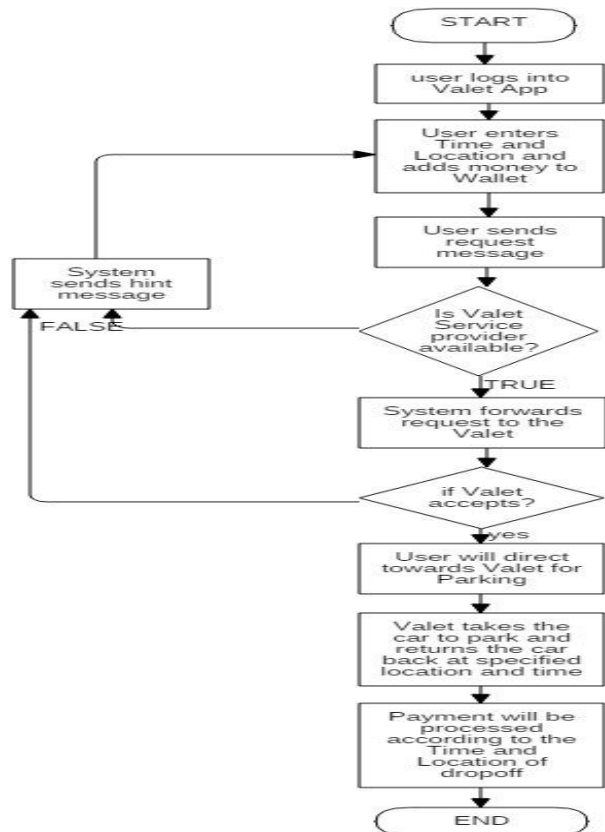 START
user logs into
Valet App
User enters
Time and
Location and
adds money to
Wallet
User sends
request
message
System
sends hint
message
FALSE
Is Valet
Service
provider
available?
TRUE
System forwards
request to the
Valet
if Valet
accepts?
yes
User will direct
towards Valet for
Parking
Valet takes the
car to park and
returns the car
back at specified
location and time
Payment will be
processed
according to the
Time and
Location of
dropoff
END